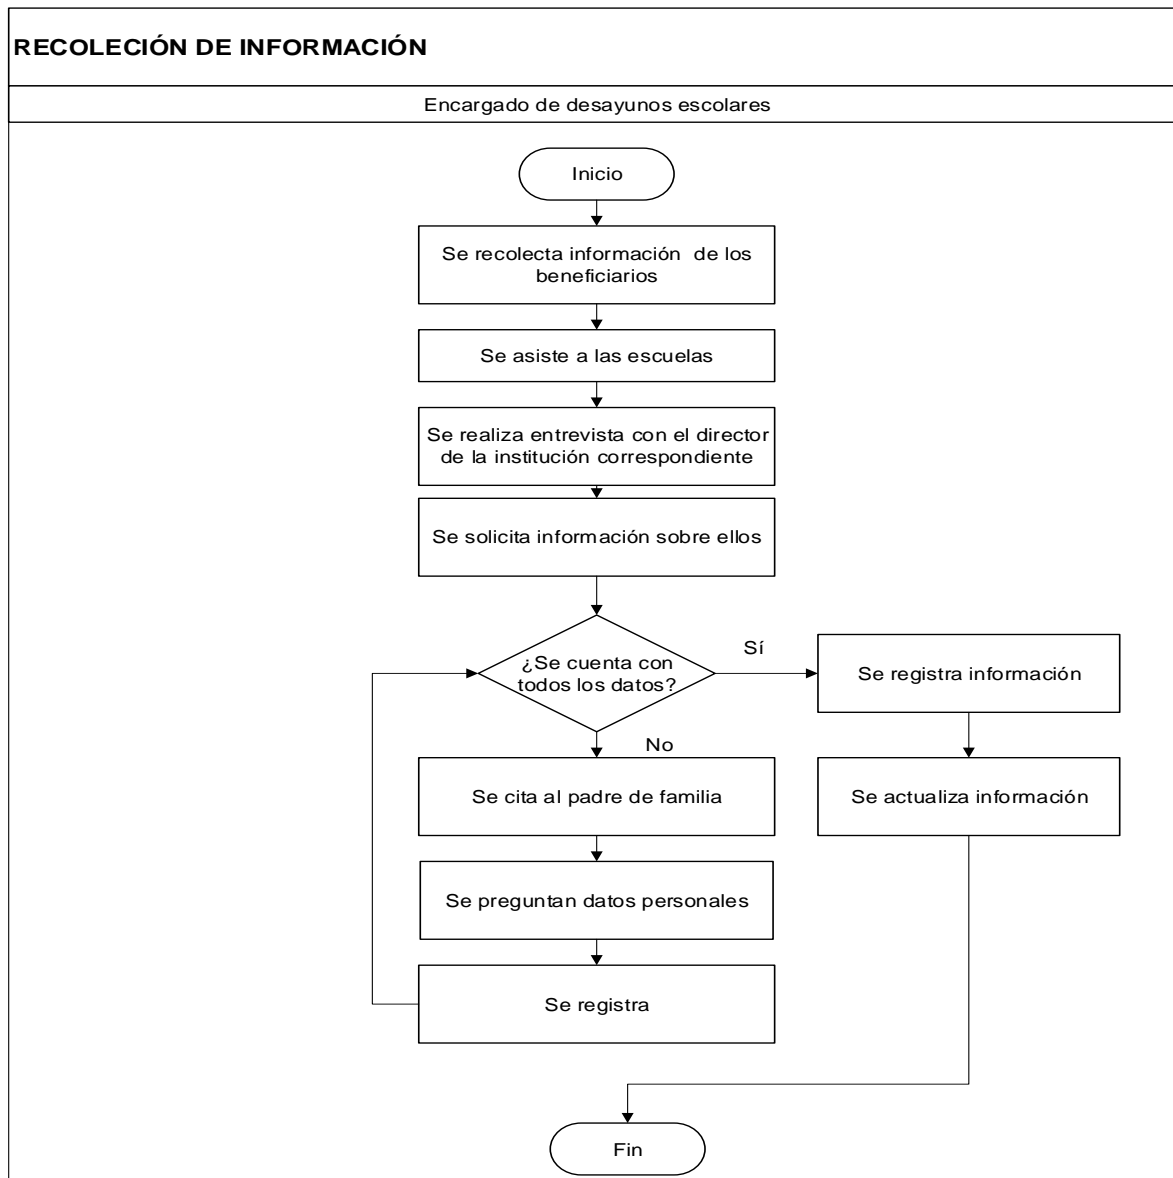 RECOLECIÓN DE INFORMACIÓN
Encargado de desayunos escolares
Inicio
Se recolecta información de los
beneficiarios
Se asiste a las escuelas
Se realiza entrevista con el director
de la institución correspondiente
Se solicita información sobre ellos
¿Se cuenta con
todos los datos?
Sí
Se registra información
No
Se cita al padre de familia
Se actualiza información
Se preguntan datos personales
Se registra
Fin